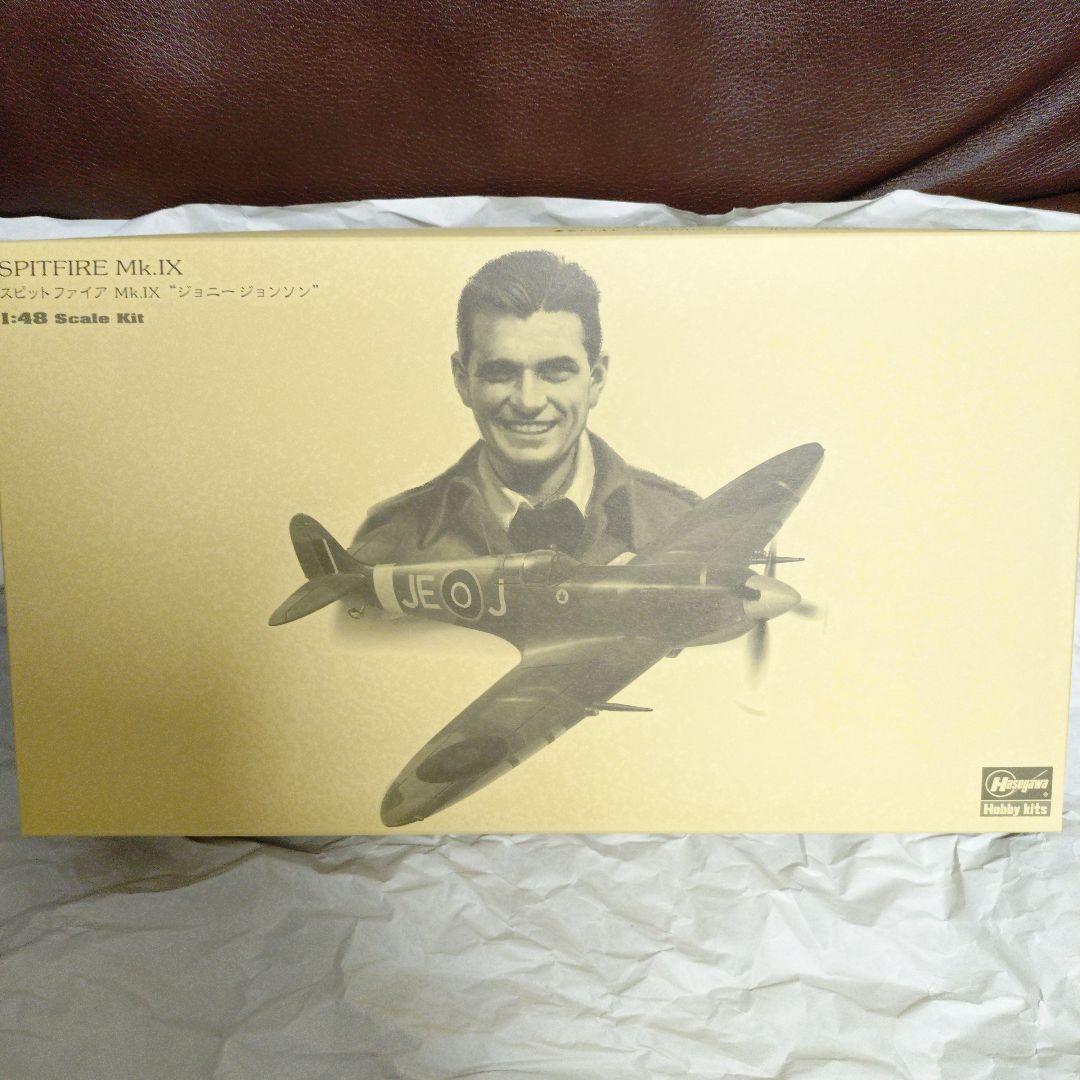 SPITFIRE Mk.IX
スピットファイア Mk.IX “ジョニー ジョンソン”
1:48 Scale Kit
JE J
Hasegawa
Hobby kits